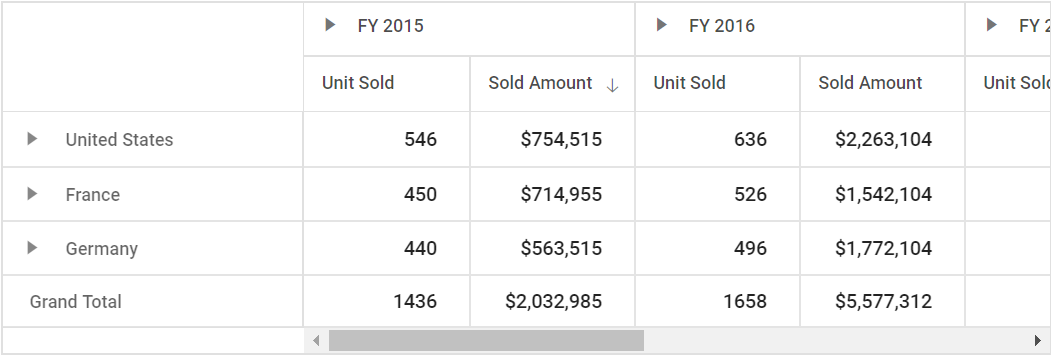 FY 2015 FY 2016 FY
Unit Sold Sold Amount ↓ Unit Sold Sold Amount Unit
United States 546 $754,515 636 $2,263,104
France 450 $714,955 526 $1,542,104
Germany 440 $563,515 496 $1,772,104
Grand Total 1436 $2,032,985 1658 $5,577,312